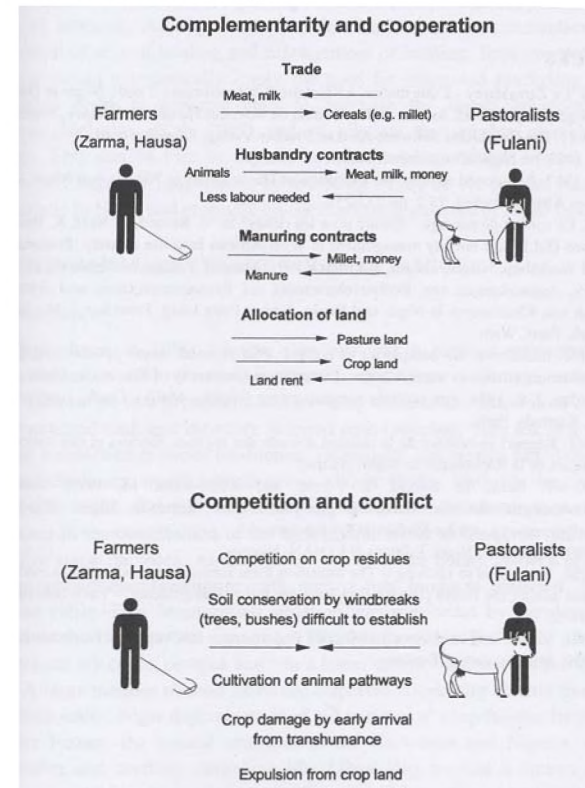 Complementarity and cooperation
Trade
Meat, milk
Cereals (e.g. millet)
Farmers
(Zarma, Hausa)
Pastoralists
(Fulani)
Husbandry contracts
Animals
Meat, milk, money
Less labour needed
Manuring contracts
Millet, money
Manure
Allocation of land
Pasture land
Crop land
Land rent
Competition and conflict
Farmers
(Zarma, Hausa)
Pastoralists
(Fulani)
Competition on crop residues
Soil conservation by windbreaks
(trees, bushes) difficult to establish
Cultivation of animal pathways
Crop damage by early arrival
from transhumance
Expulsion from crop land